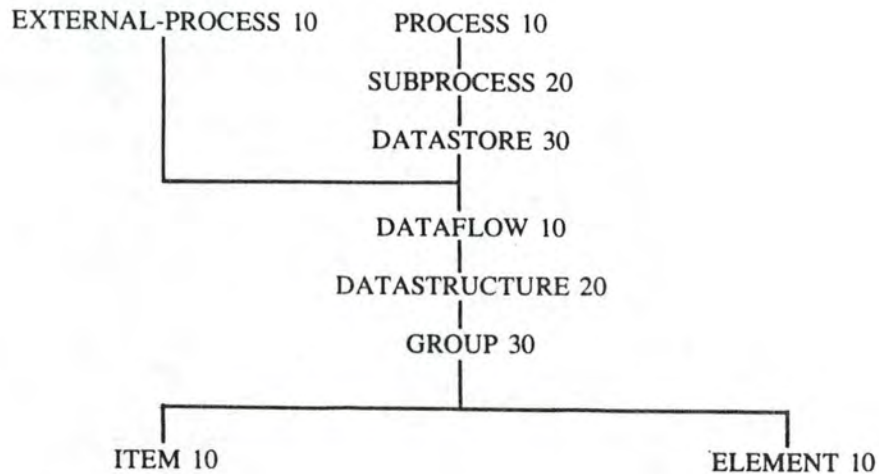 EXTERNAL-PROCESS 10 PROCESS 10
SUBPROCESS 20
DATASTORE 30
DATAFLOW 10
DATASTRUCTURE 20
GROUP 30
ITEM 10 ELEMENT 10